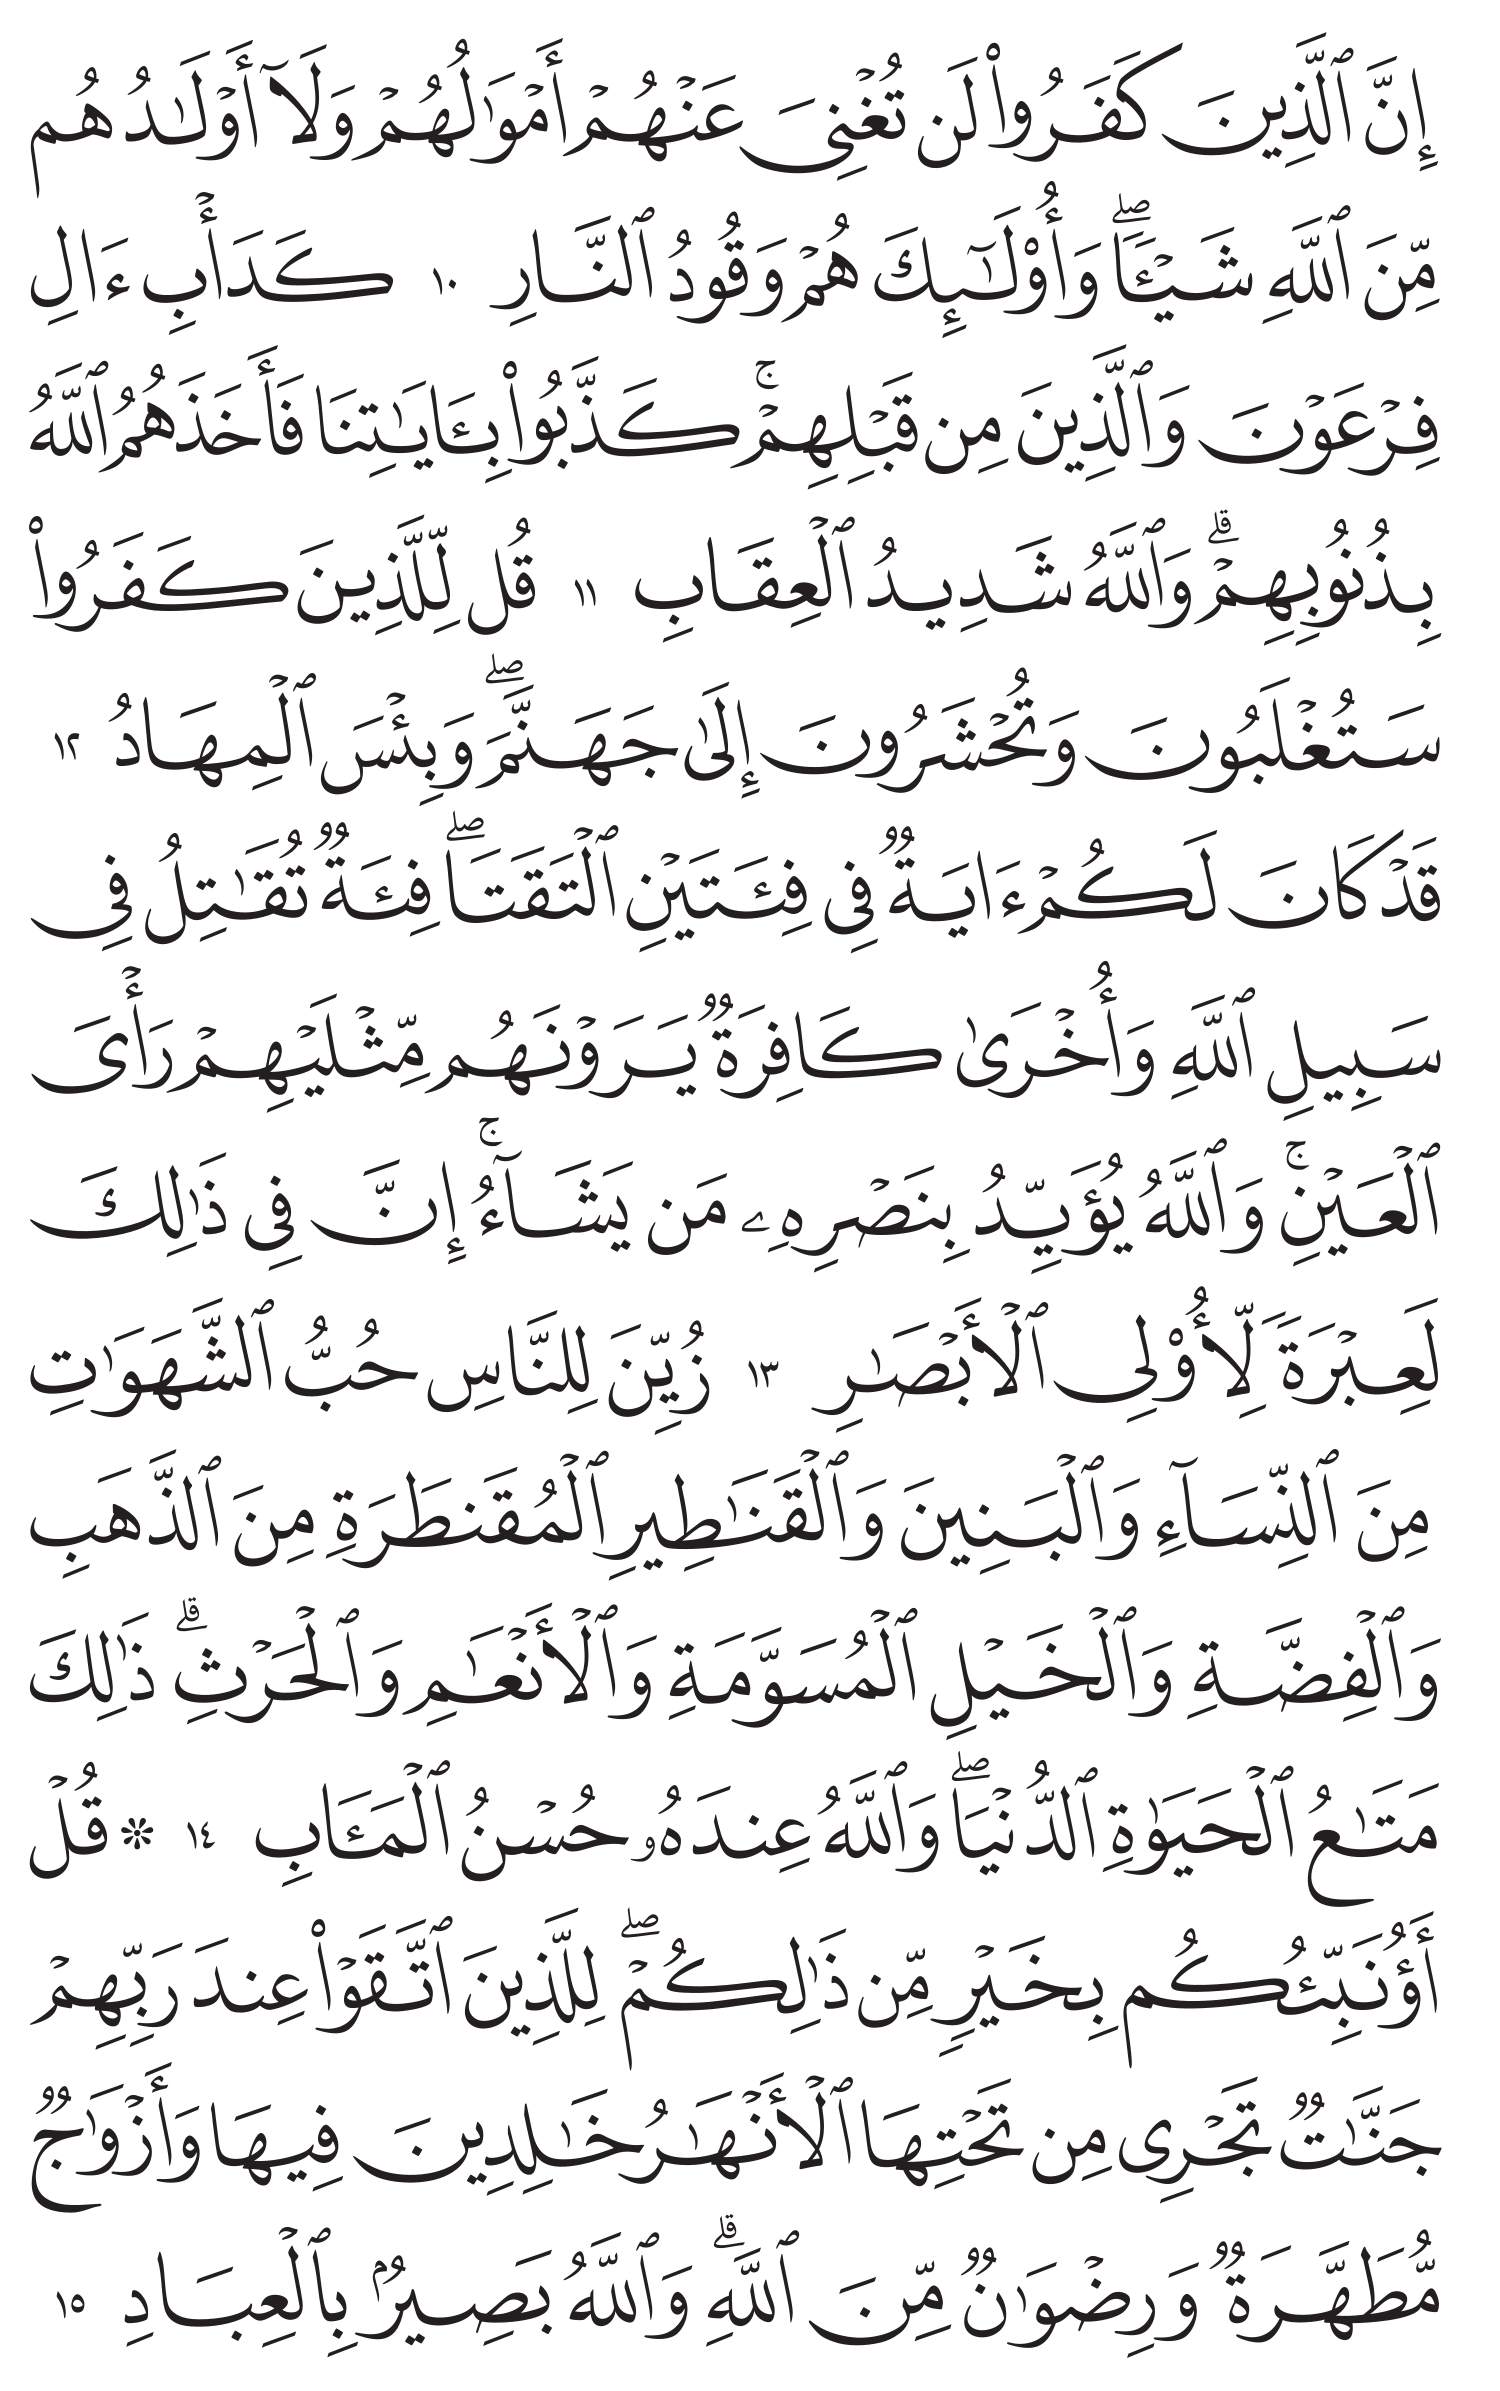 إِنَّ ٱلَّذِينَ كَفَرُوا۟ لَن تُغْنِىَ عَنْهُمْ أَمْوَٰلُهُمْ وَلَآ أَوْلَـٰدُهُم
مِّنَ ٱللَّهِ شَيْـًٔا ۖ وَأُو۟لَـٰٓئِكَ هُمْ وَقُودُ ٱلنَّارِ ١٠ كَدَأْبِ ءَالِ
فِرْعَوْنَ وَٱلَّذِينَ مِن قَبْلِهِمْ ۚ كَذَّبُوا۟ بِـَٔايَـٰتِنَا فَأَخَذَهُمُ ٱللَّهُ
بِذُنُوبِهِمْ ۗ وَٱللَّهُ شَدِيدُ ٱلْعِقَابِ ١١ قُل لِّلَّذِينَ كَفَرُوا۟
سَتُغْلَبُونَ وَتُحْشَرُونَ إِلَىٰ جَهَنَّمَ ۖ وَبِئْسَ ٱلْمِهَادُ ١٢
قَدْ كَانَ لَكُمْ ءَايَةٌ فِى فِئَتَيْنِ ٱلْتَقَتَا ۖ فِئَةٌ تُقَـٰتِلُ فِى
سَبِيلِ ٱللَّهِ وَأُخْرَىٰ كَافِرَةٌ يَرَوْنَهُم مِّثْلَيْهِمْ رَأْىَ
ٱلْعَيْنِ ۚ وَٱللَّهُ يُؤَيِّدُ بِنَصْرِهِۦ مَن يَشَآءُ ۚ إِنَّ فِى ذَٰلِكَ
لَعِبْرَةً لِّأُو۟لِى ٱلْأَبْصَـٰرِ ١٣ زُيِّنَ لِلنَّاسِ حُبُّ ٱلشَّهَوَٰتِ
مِنَ ٱلنِّسَآءِ وَٱلْبَنِينَ وَٱلْقَنَـٰطِيرِ ٱلْمُقَنطَرَةِ مِنَ ٱلذَّهَبِ
وَٱلْفِضَّةِ وَٱلْخَيْلِ ٱلْمُسَوَّمَةِ وَٱلْأَنْعَـٰمِ وَٱلْحَرْثِ ۗ ذَٰلِكَ
مَتَـٰعُ ٱلْحَيَوٰةِ ٱلدُّنْيَا ۖ وَٱللَّهُ عِندَهُۥ حُسْنُ ٱلْمَـَٔابِ ١٤ ❊ قُلْ
أَؤُنَبِّئُكُم بِخَيْرٍ مِّن ذَٰلِكُمْ ۖ لِلَّذِينَ ٱتَّقَوْا۟ عِندَ رَبِّهِمْ
جَنَّـٰتٌ تَجْرِى مِن تَحْتِهَا ٱلْأَنْهَـٰرُ خَـٰلِدِينَ فِيهَا وَأَزْوَٰجٌ
مُّطَهَّرَةٌ وَرِضْوَٰنٌ مِّنَ ٱللَّهِ ۗ وَٱللَّهُ بَصِيرٌۢ بِٱلْعِبَادِ ١٥